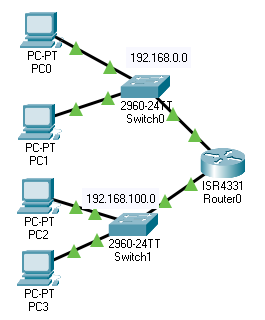 PC-PT
PC0
192.168.0.0
2960-24TT
Switch0
PC-PT
PC1
ISR4331
Router0
PC-PT
PC2
192.168.100.0
2960-24TT
Switch1
PC-PT
PC3